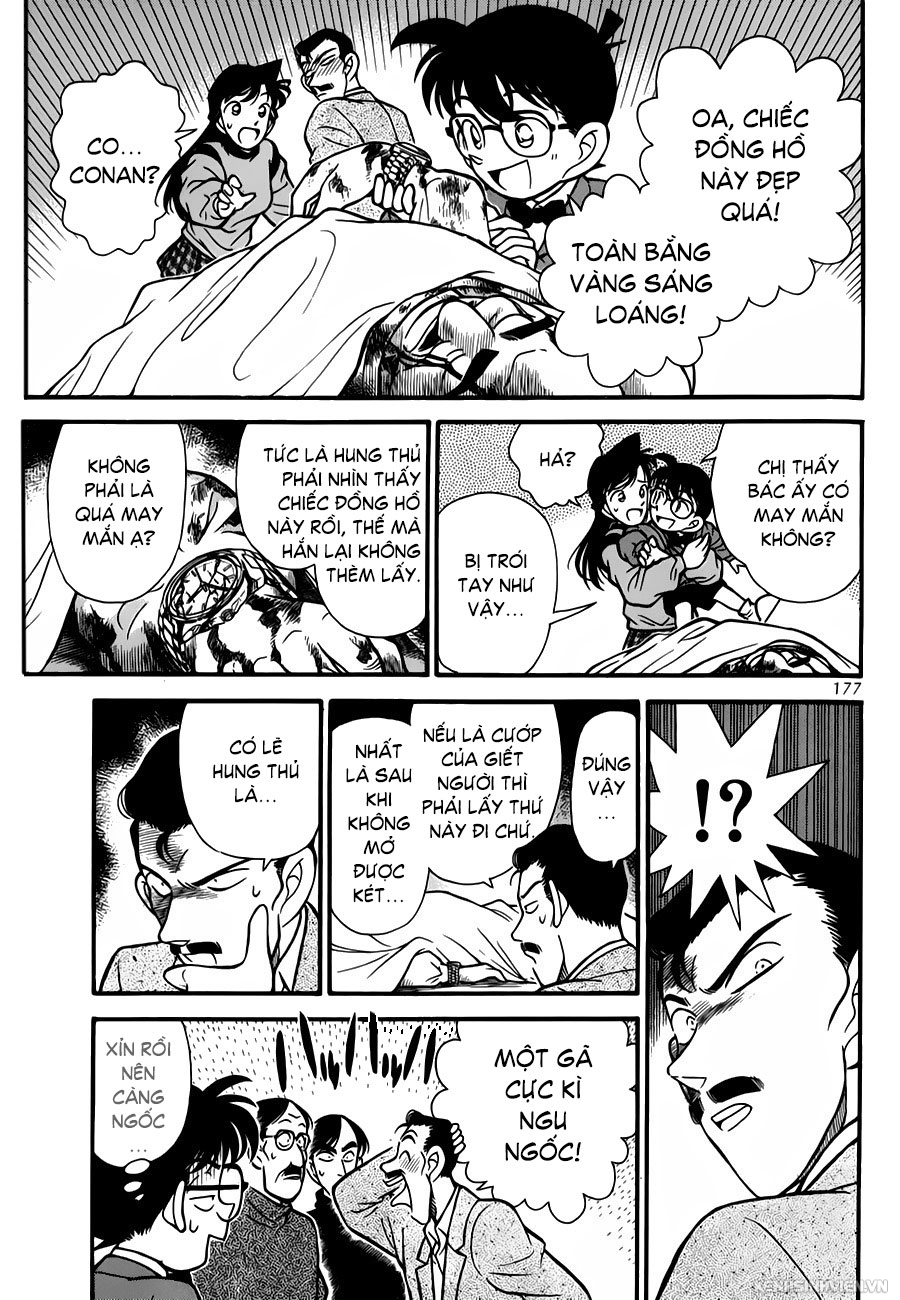 OA, CHIẾC
ĐỒNG HỒ
NÀY ĐẸP
QUÁ!
TOÀN BẰNG
VÀNG SÁNG
LOÁNG!
CO...
CONAN?
CHỊ THẤY
BÁC ẤY CÓ
MAY MẮN
KHÔNG?
HẢ?
BỊ TRÓI
TAY NHƯ
VẬY...
TỨC LÀ HUNG THỦ
PHẢI NHÌN THẤY
CHIẾC ĐỒNG HỒ
NÀY RỒI, THẾ MÀ
HẮN LẠI KHÔNG
THÈM LẤY.
KHÔNG
PHẢI LÀ
QUÁ MAY
MẮN Ạ?
177
!?
ĐÚNG
VẬY
...
NẾU LÀ CƯỚP
CỦA GIẾT
NGƯỜI THÌ
PHẢI LẤY THỨ
NÀY ĐI CHỨ.
NHẤT
LÀ SAU
KHI
KHÔNG
MỞ
ĐƯỢC
KÉT...
CÓ LẼ
HUNG THỦ
LÀ...
MỘT GÃ
CỰC KÌ
NGU
NGỐC!
XỈN RỒI
NÊN
CÀNG
NGỐC
...
KENHSINHVIEN.VN